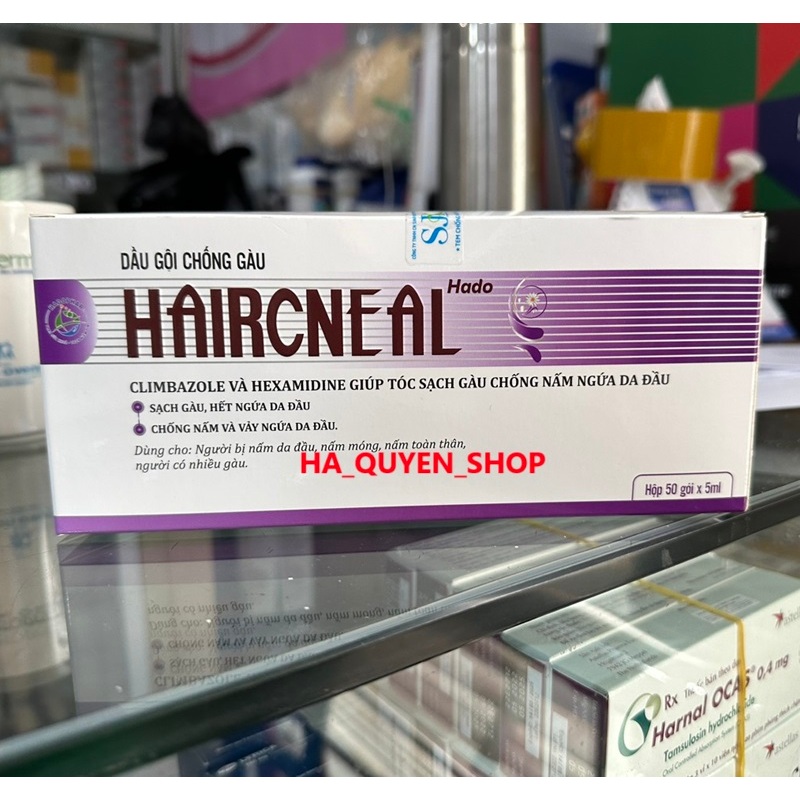 DẦU GỘI CHỐNG GÀU
HAIRCNEAL Hado
CLIMBAZOLE VÀ HEXAMIDINE GIÚP TÓC SẠCH GÀU CHỐNG NẤM NGỨA DA ĐẦU
SẠCH GÀU, HẾT NGỨA DA ĐẦU
CHỐNG NẤM VÀ VẢY NGỨA DA ĐẦU.
Dùng cho: Người bị nấm da đầu, nấm móng, nấm toàn thân,
người có nhiều gàu.
HA_QUYEN_SHOP
Hộp 50 gói x 5ml
Rx
Harnal OCAS® 0,4 mg
Tamsulosin hydrochloride
astellas